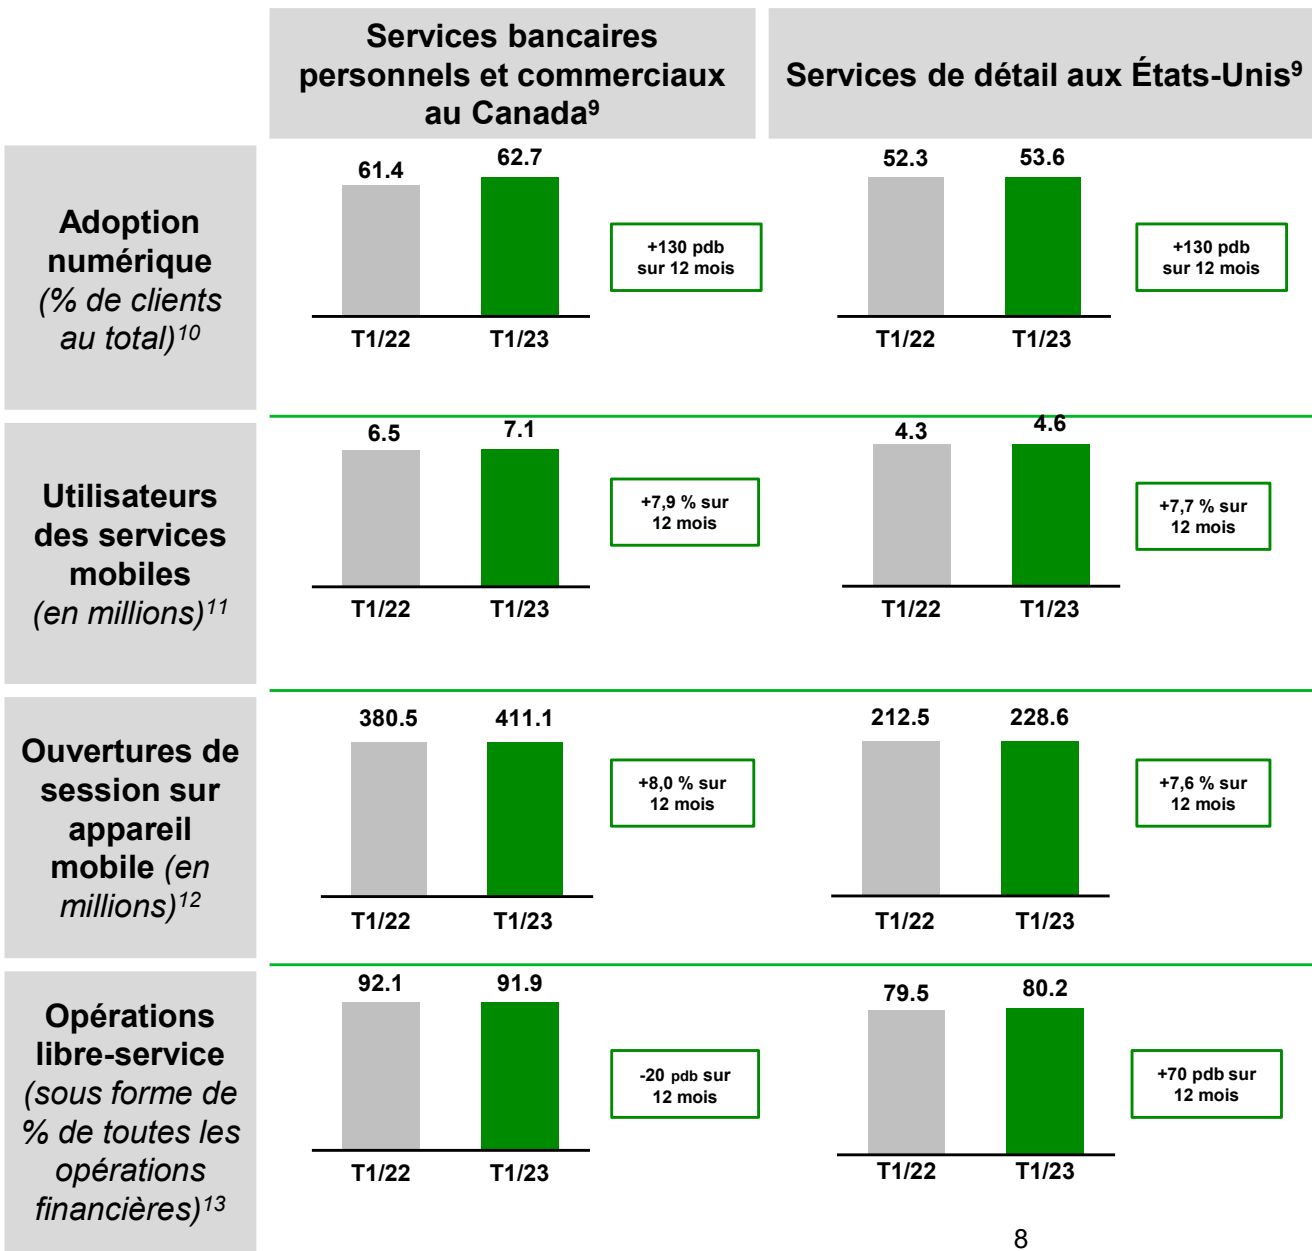 Services bancaires
personnels et commerciaux
au Canada⁹
Services de détail aux États-Unis⁹
Adoption
numérique
(% de clients
au total)¹⁰
61.4
62.7
T1/22
T1/23
+130 pdb
sur 12 mois
52.3
53.6
T1/22
T1/23
+130 pdb
sur 12 mois
Utilisateurs
des services
mobiles
(en millions)¹¹
6.5
7.1
T1/22
T1/23
+7,9 % sur
12 mois
4.3
4.6
T1/22
T1/23
+7,7 % sur
12 mois
Ouvertures de
session sur
appareil
mobile (en
millions)¹²
380.5
411.1
T1/22
T1/23
+8,0 % sur
12 mois
212.5
228.6
T1/22
T1/23
+7,6 % sur
12 mois
Opérations
libre-service
(sous forme de
% de toutes les
opérations
financières)¹³
92.1
91.9
T1/22
T1/23
-20 pdb sur
12 mois
79.5
80.2
T1/22
T1/23
+70 pdb sur
12 mois
8